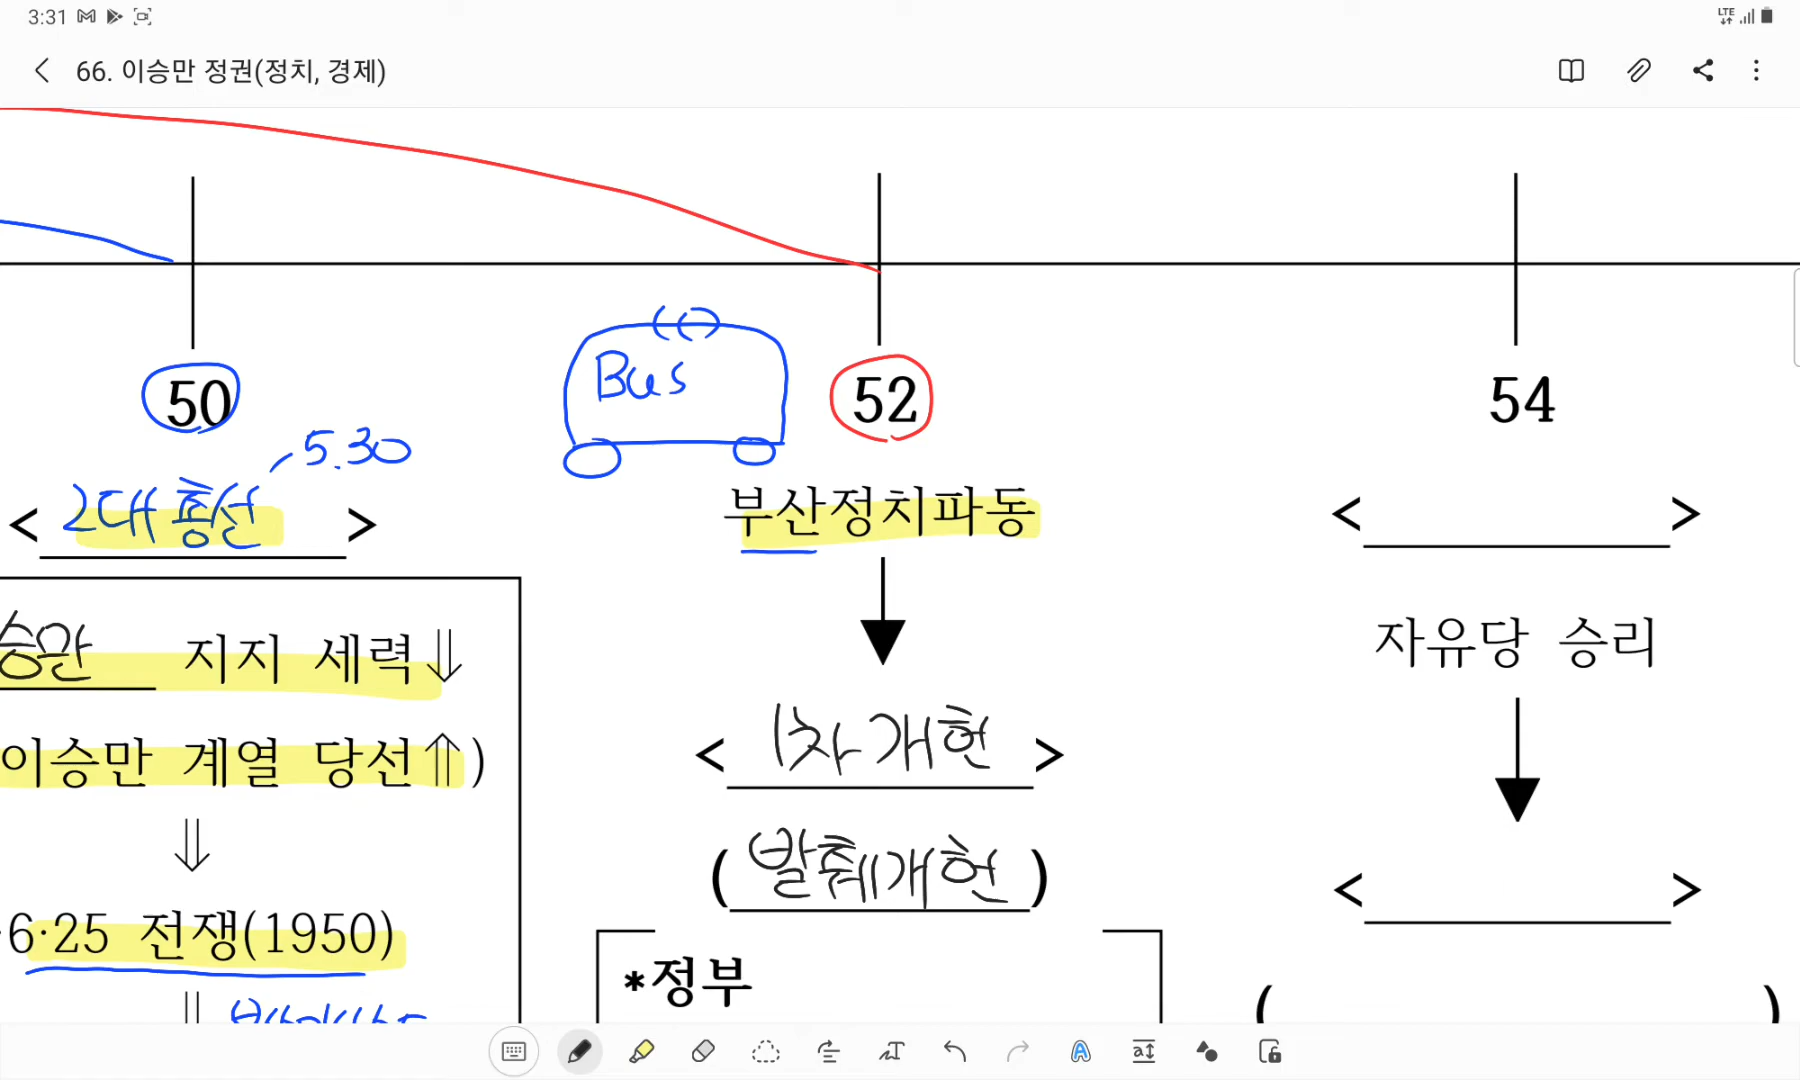 3:31
LTE
66. 이승만 정권(정치, 경제)
Bus
50
52
54
5.30
<2대 총선>
부산정치파동
< >
승만 지지 세력⇓
자유당 승리
이승만 계열 당선⇑)
<1차 개헌>
⇓
(발췌개헌)
< >
·6·25 전쟁(1950)
*정부
( )